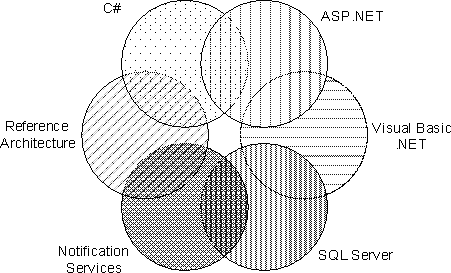 C#
ASP.NET
Reference
Architecture
Visual Basic
.NET
Notification
Services
SQL Server